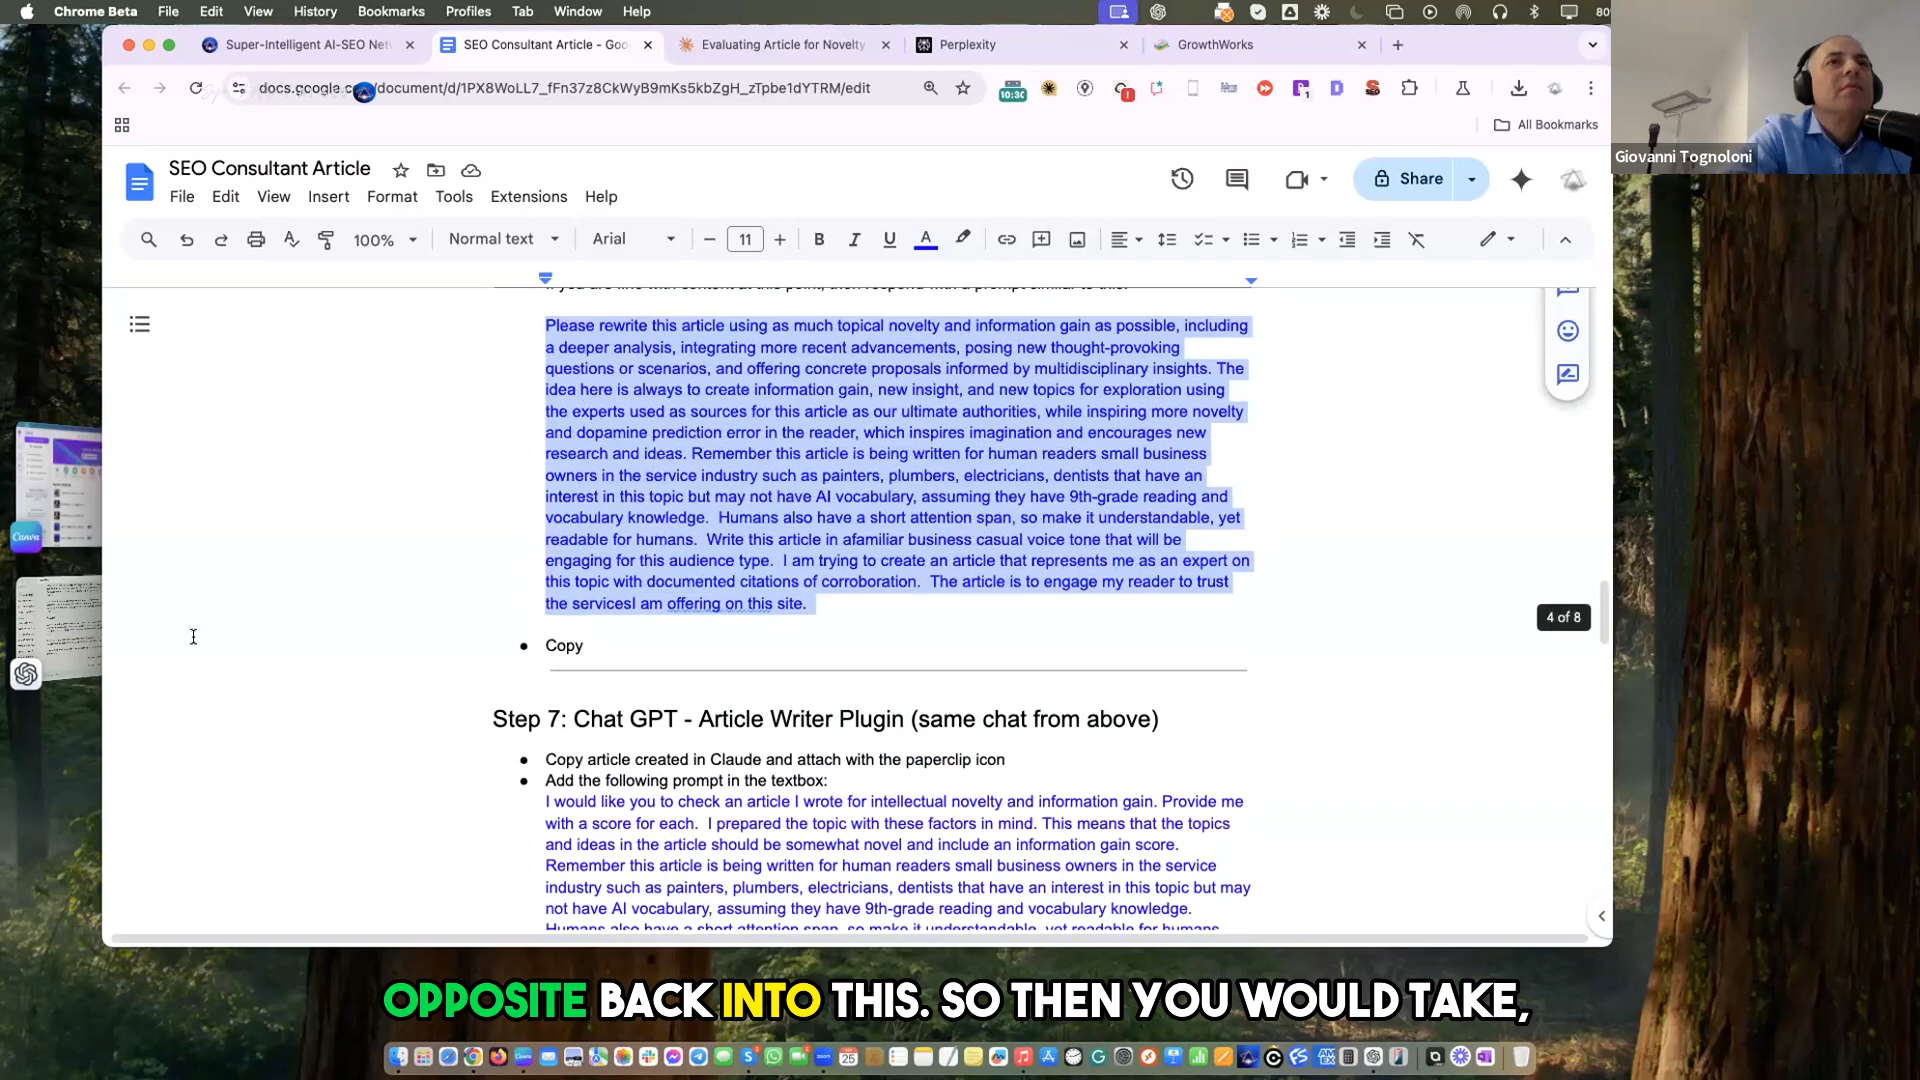 Chrome Beta File Edit View History Bookmarks Profiles Tab Window Help
Super-Intelligent AI-SEO Net
SEO Consultant Article - Goo
Evaluating Article for Novelty
Perplexity
GrowthWorks
/document/d/1PX8WoLL7_fFn37z8CkWyB9mKs5kbZgH_zTpbe1dYTRM/edit
10:30
All Bookmarks
Giovanni Tognoloni
SEO Consultant Article
Share
File Edit View Insert Format Tools Extensions Help
100% Normal text Arial 11
Please rewrite this article using as much topical novelty and information gain as possible, including
a deeper analysis, integrating more recent advancements, posing new thought-provoking
questions or scenarios, and offering concrete proposals informed by multidisciplinary insights. The
idea here is always to create information gain, new insight, and new topics for exploration using
the experts used as sources for this article as our ultimate authorities, while inspiring more novelty
and dopamine prediction error in the reader, which inspires imagination and encourages new
research and ideas. Remember this article is being written for human readers small business
owners in the service industry such as painters, plumbers, electricians, dentists that have an
interest in this topic but may not have AI vocabulary, assuming they have 9th-grade reading and
vocabulary knowledge. Humans also have a short attention span, so make it understandable, yet
readable for humans. Write this article in afamiliar business casual voice tone that will be
engaging for this audience type. I am trying to create an article that represents me as an expert on
this topic with documented citations of corroboration. The article is to engage my reader to trust
the servicesI am offering on this site.
4 of 8
Canva
● Copy
Step 7: Chat GPT - Article Writer Plugin (same chat from above)
● Copy article created in Claude and attach with the paperclip icon
● Add the following prompt in the textbox:
I would like you to check an article I wrote for intellectual novelty and information gain. Provide me
with a score for each. I prepared the topic with these factors in mind. This means that the topics
and ideas in the article should be somewhat novel and include an information gain score.
Remember this article is being written for human readers small business owners in the service
industry such as painters, plumbers, electricians, dentists that have an interest in this topic but may
not have AI vocabulary, assuming they have 9th-grade reading and vocabulary knowledge.
Humans also have a short attention span, so make it understandable, yet readable for humans.
OPPOSITE BACK INTO THIS. SO THEN YOU WOULD TAKE,